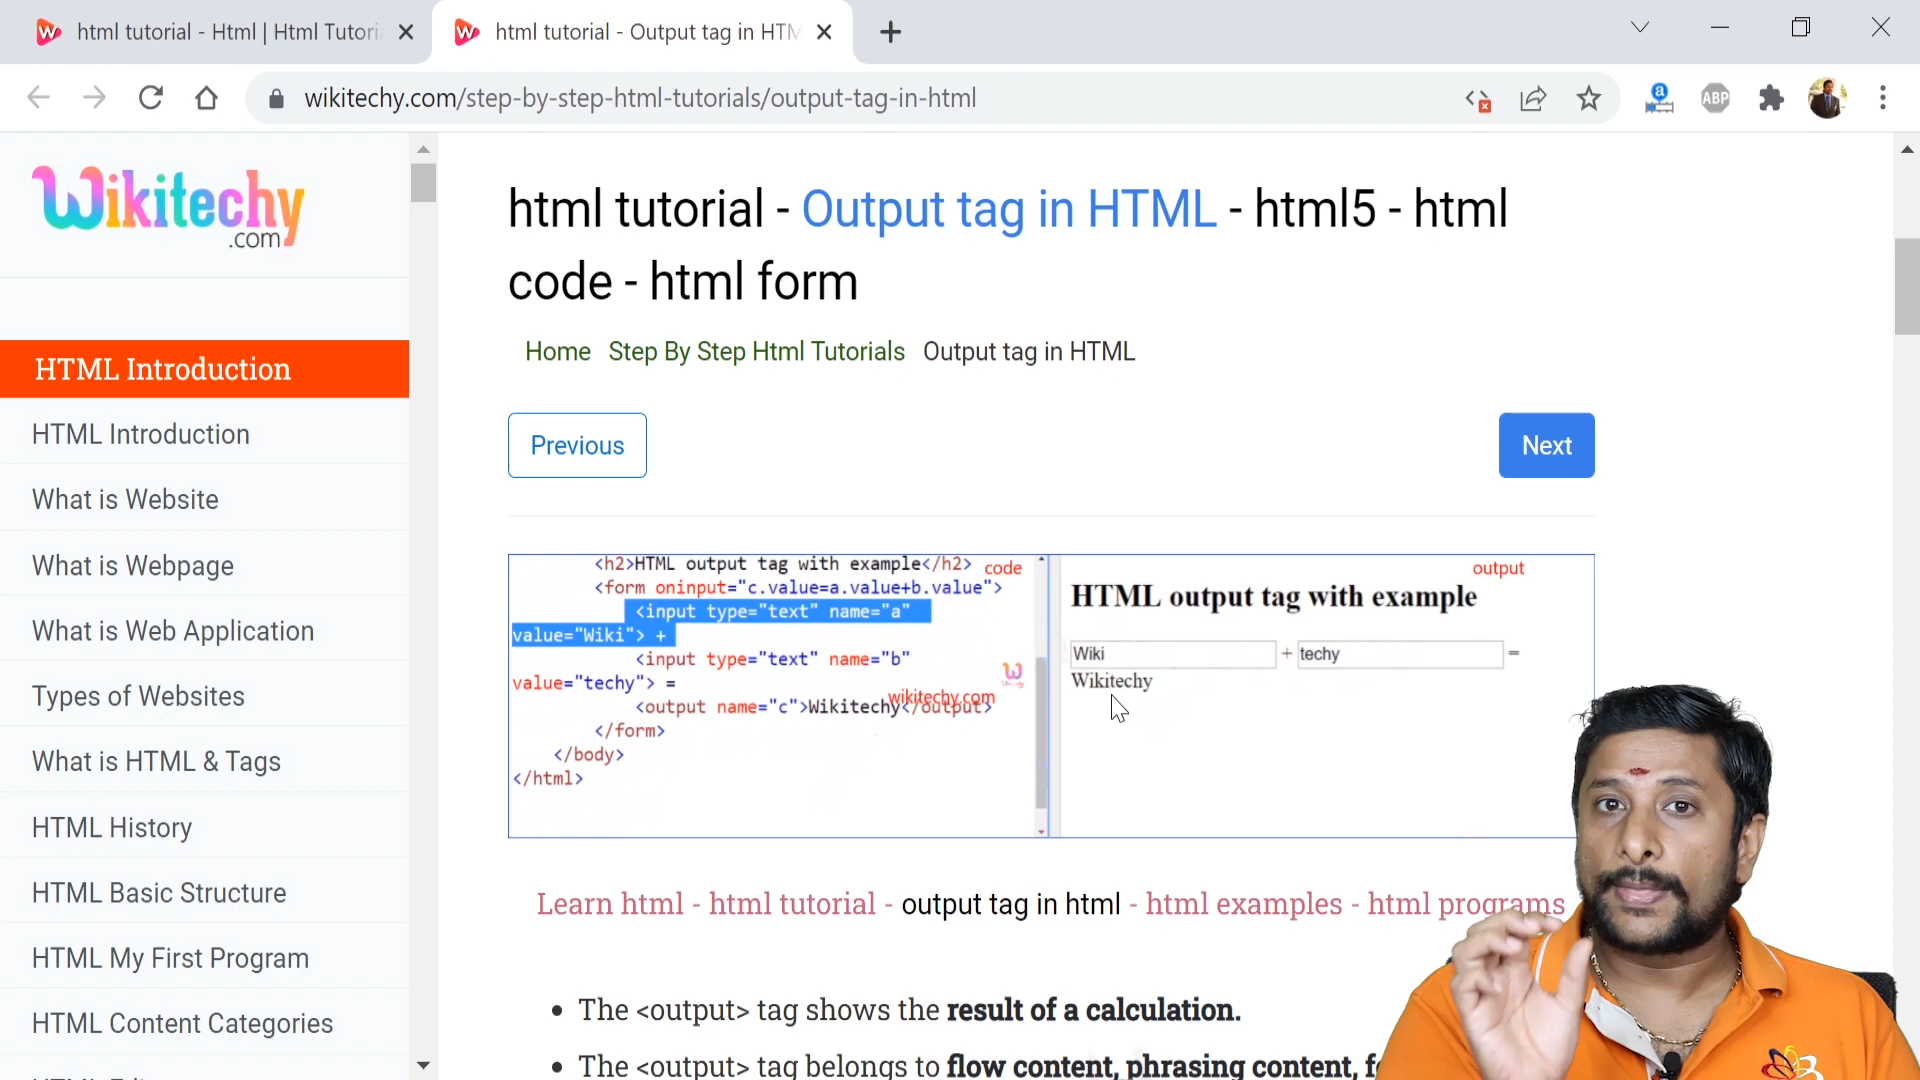 html tutorial - Html | Html Tutori
html tutorial - Output tag in HTM
wikitechy.com/step-by-step-html-tutorials/output-tag-in-html
a
ABP
Wikitechy
.com
HTML Introduction
HTML Introduction
What is Website
What is Webpage
What is Web Application
Types of Websites
What is HTML & Tags
HTML History
HTML Basic Structure
HTML My First Program
HTML Content Categories
html tutorial - Output tag in HTML - html5 - html
code - html form
Home Step By Step Html Tutorials Output tag in HTML
Previous
Next
<h2>HTML output tag with example</h2> code
<form oninput="c.value=a.value+b.value">
<input type="text" name="a"
value="Wiki"> +
<input type="text" name="b"
value="techy"> =
wikitechy.com
<output name="c">Wikitechy</output>
</form>
</body>
</html>
output
HTML output tag with example
Wiki + techy =
Wikitechy
Learn html - html tutorial - output tag in html - html examples - html programs
• The <output> tag shows the result of a calculation.
• The <output> tag belongs to flow content, phrasing content, f